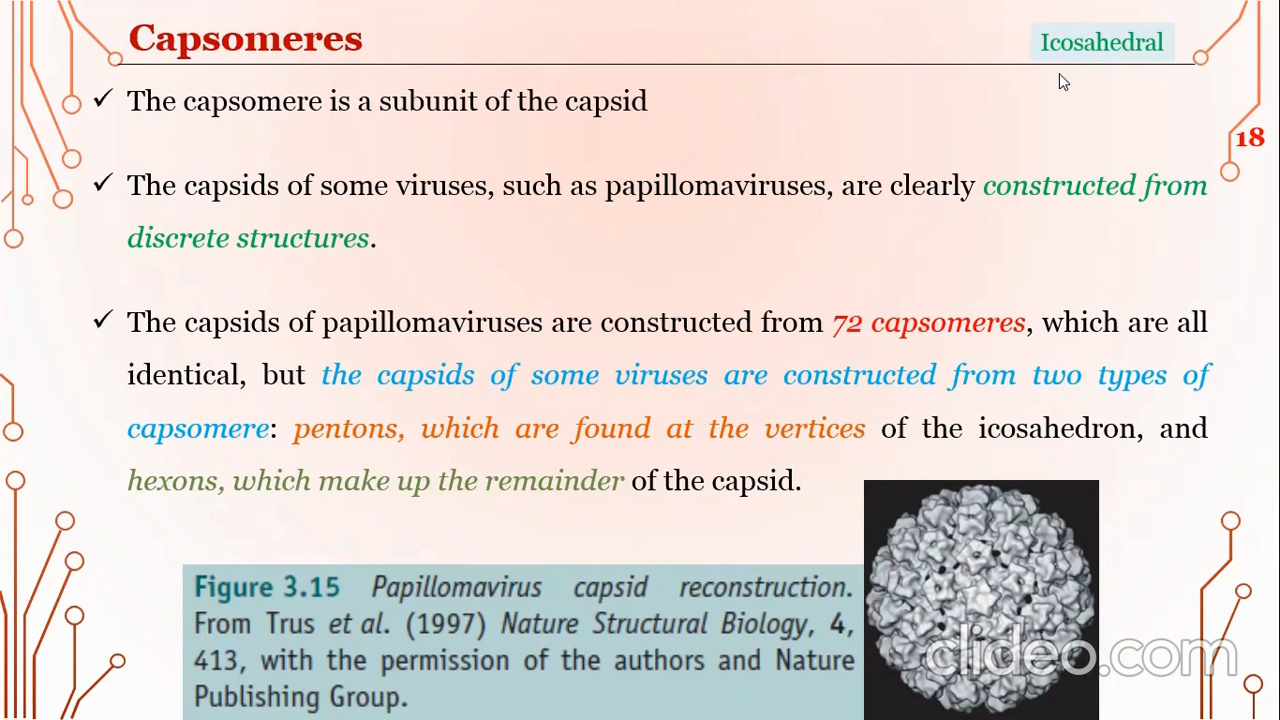 Capsomeres
Icosahedral
✓ The capsomere is a subunit of the capsid
18
✓ The capsids of some viruses, such as papillomaviruses, are clearly constructed from
discrete structures.
✓ The capsids of papillomaviruses are constructed from 72 capsomeres, which are all
identical, but the capsids of some viruses are constructed from two types of
capsomere: pentons, which are found at the vertices of the icosahedron, and
hexons, which make up the remainder of the capsid.
Figure 3.15 Papillomavirus capsid reconstruction.
From Trus et al. (1997) Nature Structural Biology, 4,
413, with the permission of the authors and Nature
Publishing Group.
clideo.com